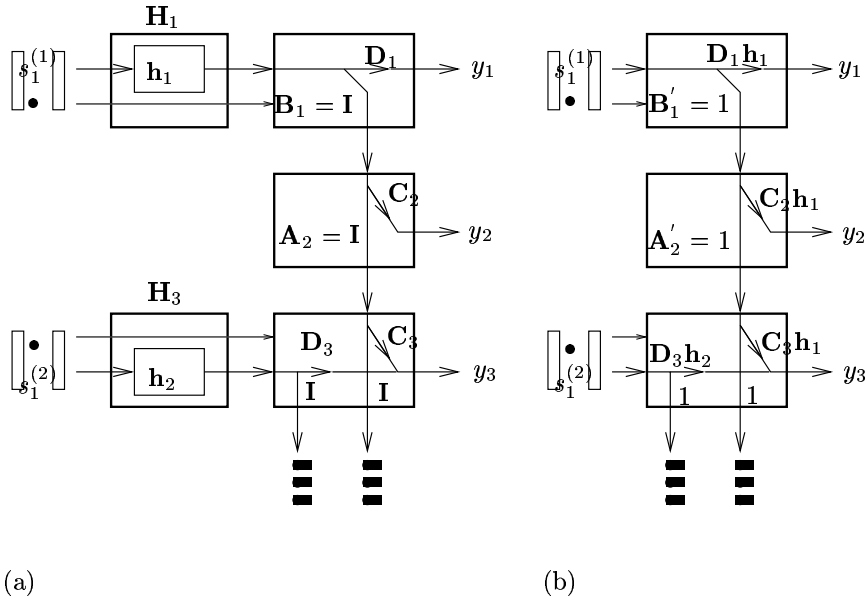 H₁
s₁⁽¹⁾ h₁ D₁ y₁
B₁ = I
C₂
A₂ = I y₂
H₃
s₁⁽²⁾ h₂ D₃ C₃ y₃
I I
(a)
s₁⁽¹⁾ D₁h₁ y₁
B₁′ = 1
C₂h₁
A₂′ = 1 y₂
s₁⁽²⁾ D₃h₂ C₃h₁ y₃
1 1
(b)